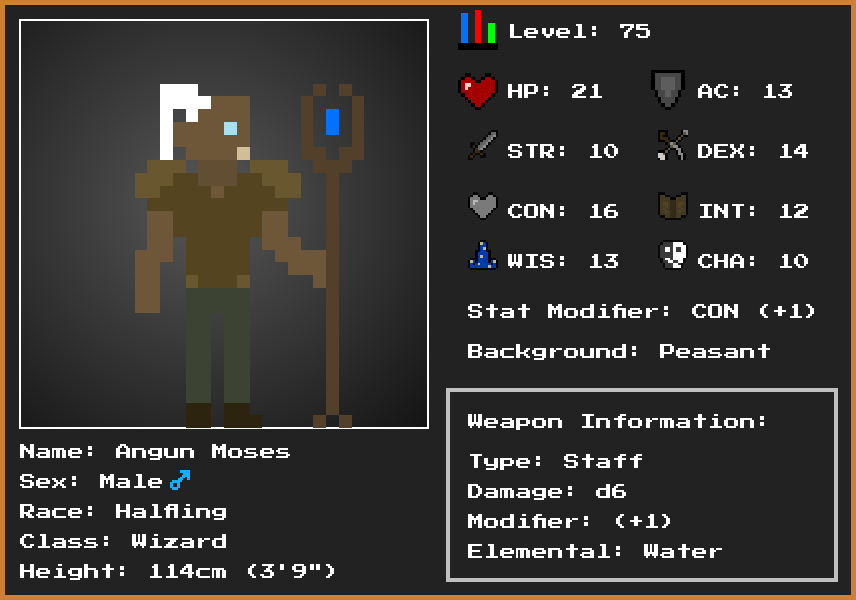 Level: 75
HP: 21 AC: 13
STR: 10 DEX: 14
CON: 16 INT: 12
WIS: 13 CHA: 10
Stat Modifier: CON (+1)
Background: Peasant
Weapon Information:
Type: Staff
Damage: d6
Modifier: (+1)
Elemental: Water
Name: Angun Moses
Sex: Male ♂
Race: Halfling
Class: Wizard
Height: 114cm (3'9")